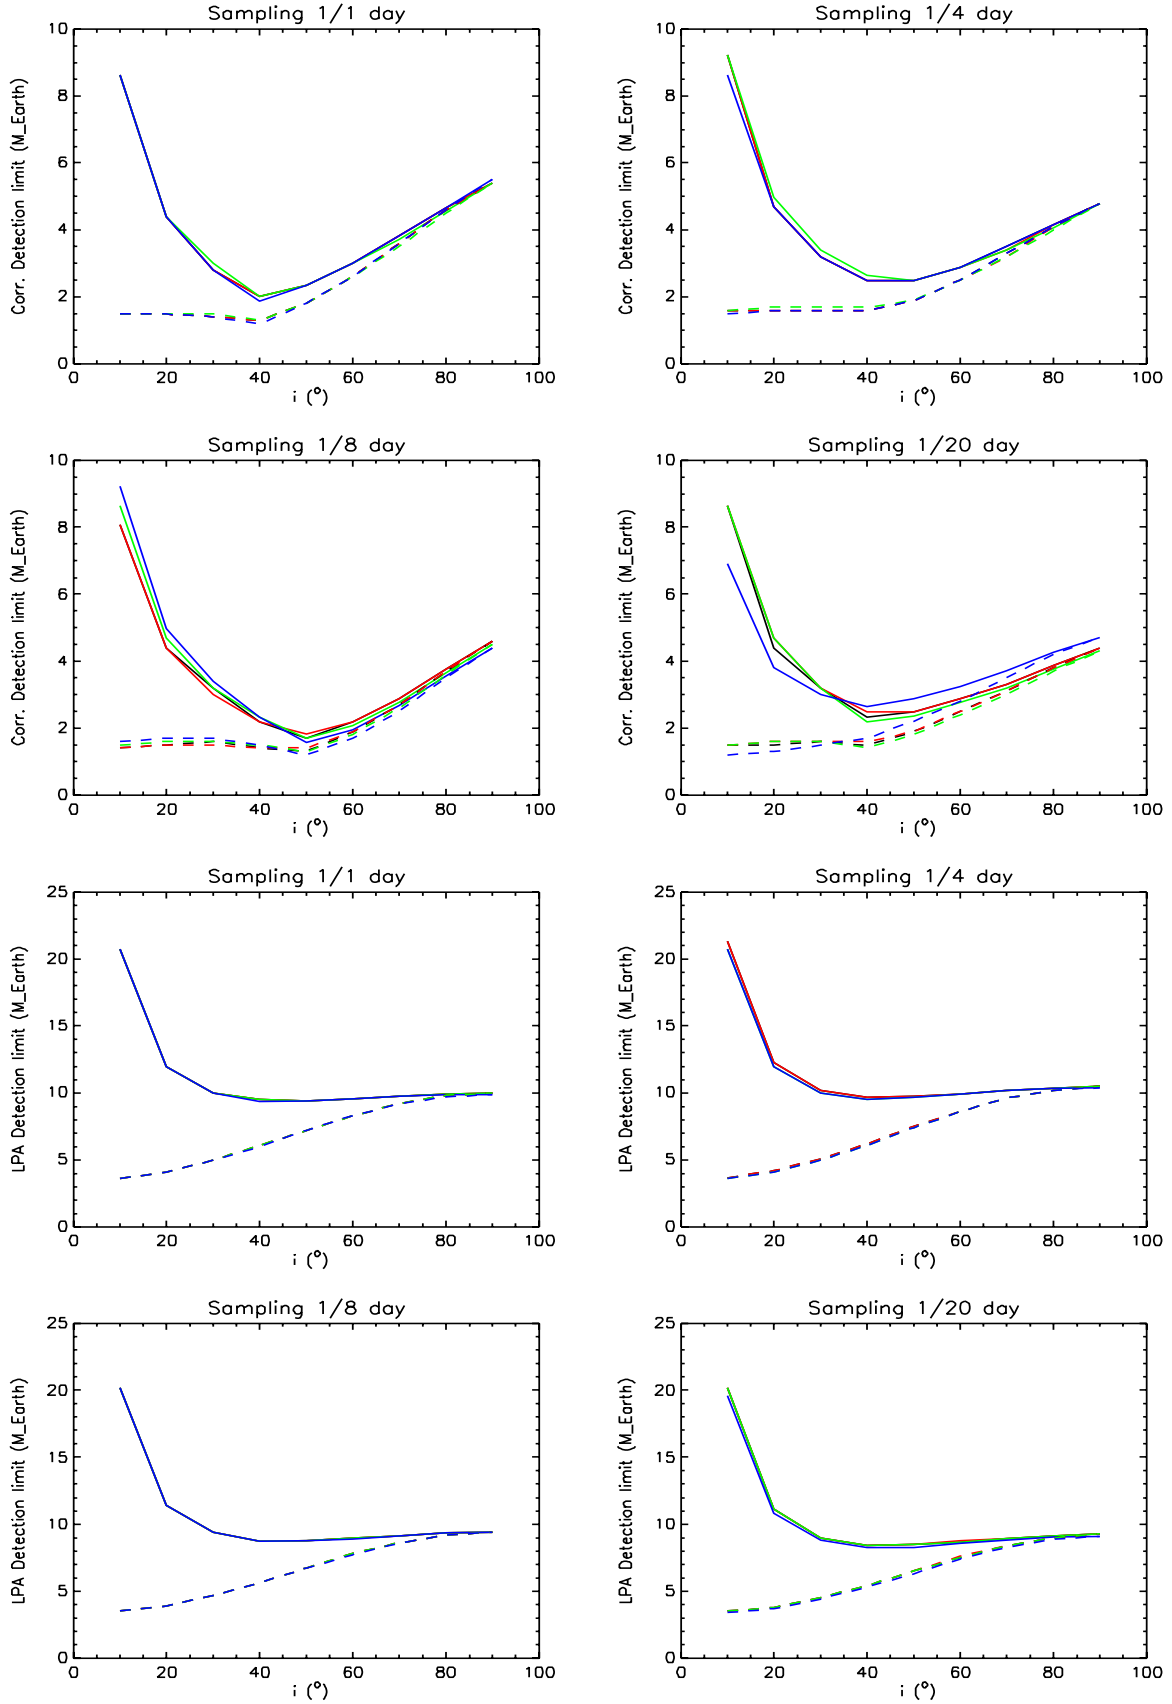 Sampling 1/1 day
Sampling 1/4 day
Corr. Detection limit (M_Earth)
10
8
6
4
2
0
0 20 40 60 80 100
i (°)
Corr. Detection limit (M_Earth)
10
8
6
4
2
0
0 20 40 60 80 100
i (°)
Sampling 1/8 day
Sampling 1/20 day
Corr. Detection limit (M_Earth)
10
8
6
4
2
0
0 20 40 60 80 100
i (°)
Corr. Detection limit (M_Earth)
10
8
6
4
2
0
0 20 40 60 80 100
i (°)
Sampling 1/1 day
Sampling 1/4 day
LPA Detection limit (M_Earth)
25
20
15
10
5
0
0 20 40 60 80 100
i (°)
LPA Detection limit (M_Earth)
25
20
15
10
5
0
0 20 40 60 80 100
i (°)
Sampling 1/8 day
Sampling 1/20 day
LPA Detection limit (M_Earth)
25
20
15
10
5
0
0 20 40 60 80 100
i (°)
LPA Detection limit (M_Earth)
25
20
15
10
5
0
0 20 40 60 80 100
i (°)